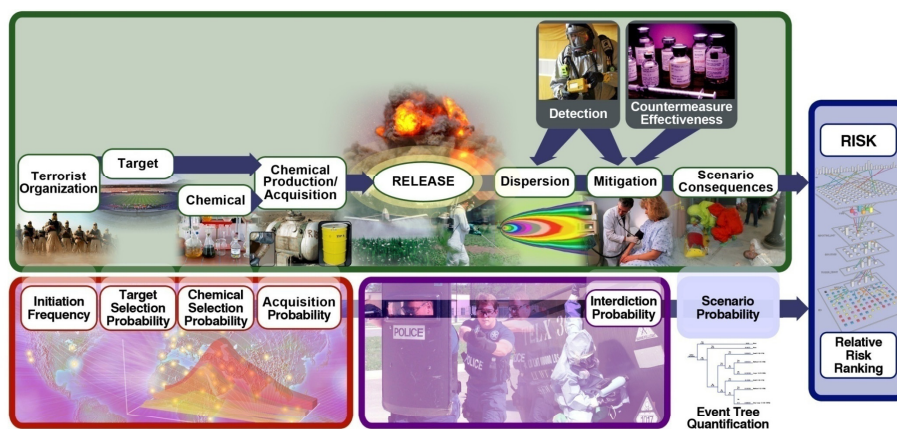 Detection
Countermeasure
Effectiveness
RISK
Terrorist
Organization
Target
Chemical
Chemical
Production/
Acquisition
RELEASE
Dispersion
Mitigation
Scenario
Consequences
Initiation
Frequency
Target
Selection
Probability
Chemical
Selection
Probability
Acquisition
Probability
Interdiction
Probability
Scenario
Probability
POLICE
POLICE
1017
Relative
Risk
Ranking
Event Tree
Quantification